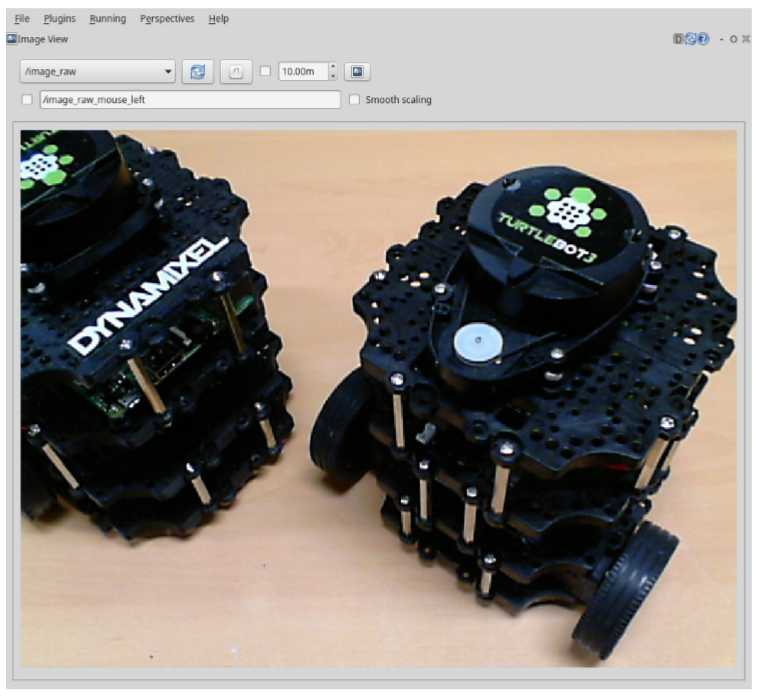 File Plugins Running Perspectives Help
Image View
D - O
/image_raw
10.00m
/image_raw_mouse_left
Smooth scaling
DYNAMIXEL
TURTLEBOT3